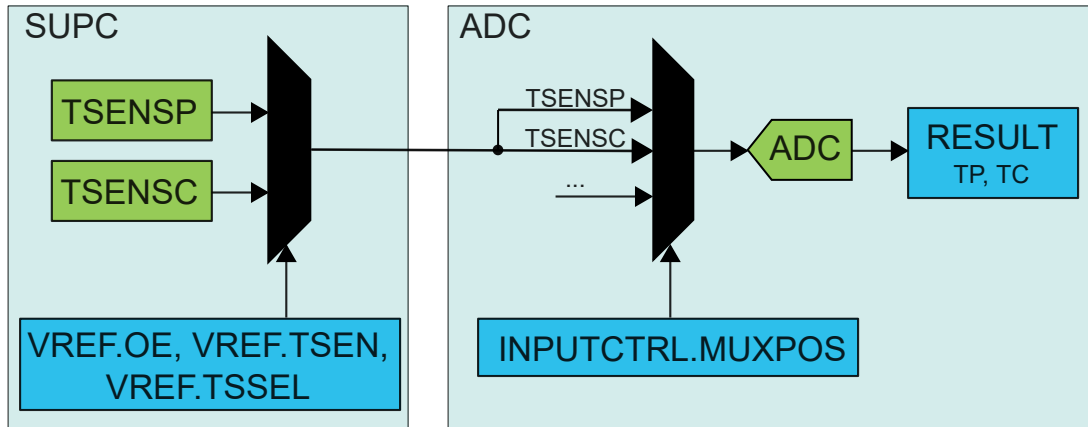 SUPC
TSENSP
TSENSC
VREF.OE, VREF.TSEN,
VREF.TSSEL
ADC
TSENSP
TSENSC
...
INPUTCTRL.MUXPOS
ADC
RESULT
TP, TC